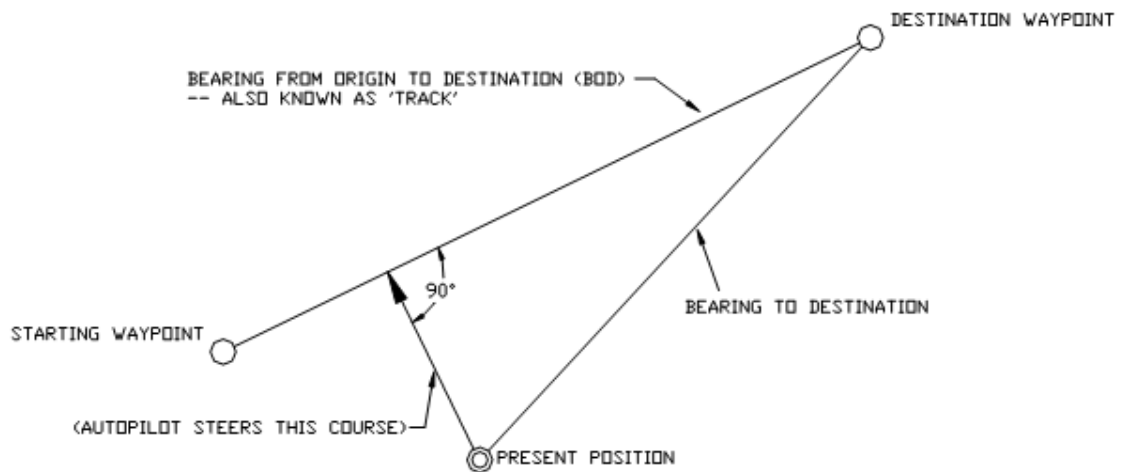 DESTINATION WAYPOINT
BEARING FROM ORIGIN TO DESTINATION (BOD)
-- ALSO KNOWN AS 'TRACK'
90°
BEARING TO DESTINATION
STARTING WAYPOINT
(AUTOPILOT STEERS THIS COURSE)
PRESENT POSITION